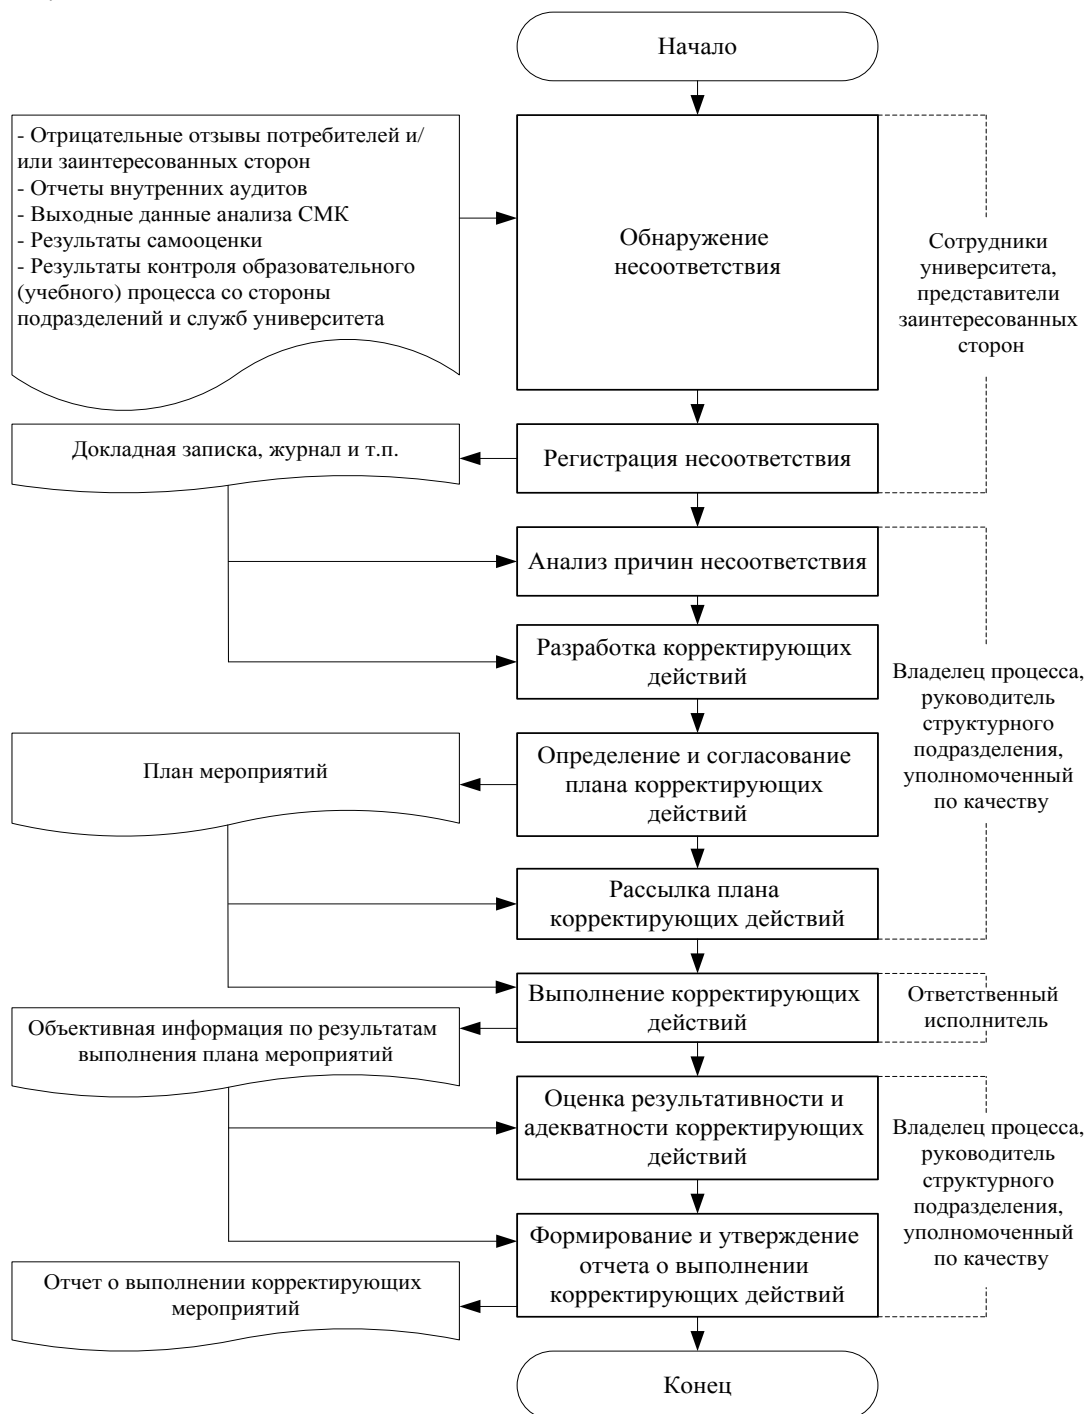 Начало
- Отрицательные отзывы потребителей и/
или заинтересованных сторон
- Отчеты внутренних аудитов
- Выходные данные анализа СМК
- Результаты самооценки
- Результаты контроля образовательного
(учебного) процесса со стороны
подразделений и служб университета
Обнаружение
несоответствия
Сотрудники
университета,
представители
заинтересованных
сторон
Докладная записка, журнал и т.п.
Регистрация несоответствия
Анализ причин несоответствия
Разработка корректирующих
действий
Владелец процесса,
руководитель
структурного
подразделения,
уполномоченный
по качеству
План мероприятий
Определение и согласование
плана корректирующих
действий
Рассылка плана
корректирующих действий
Выполнение корректирующих
действий
Ответственный
исполнитель
Объективная информация по результатам
выполнения плана мероприятий
Оценка результативности и
адекватности корректирующих
действий
Владелец процесса,
руководитель
структурного
подразделения,
уполномоченный
по качеству
Формирование и утверждение
отчета о выполнении
корректирующих действий
Отчет о выполнении корректирующих
мероприятий
Конец